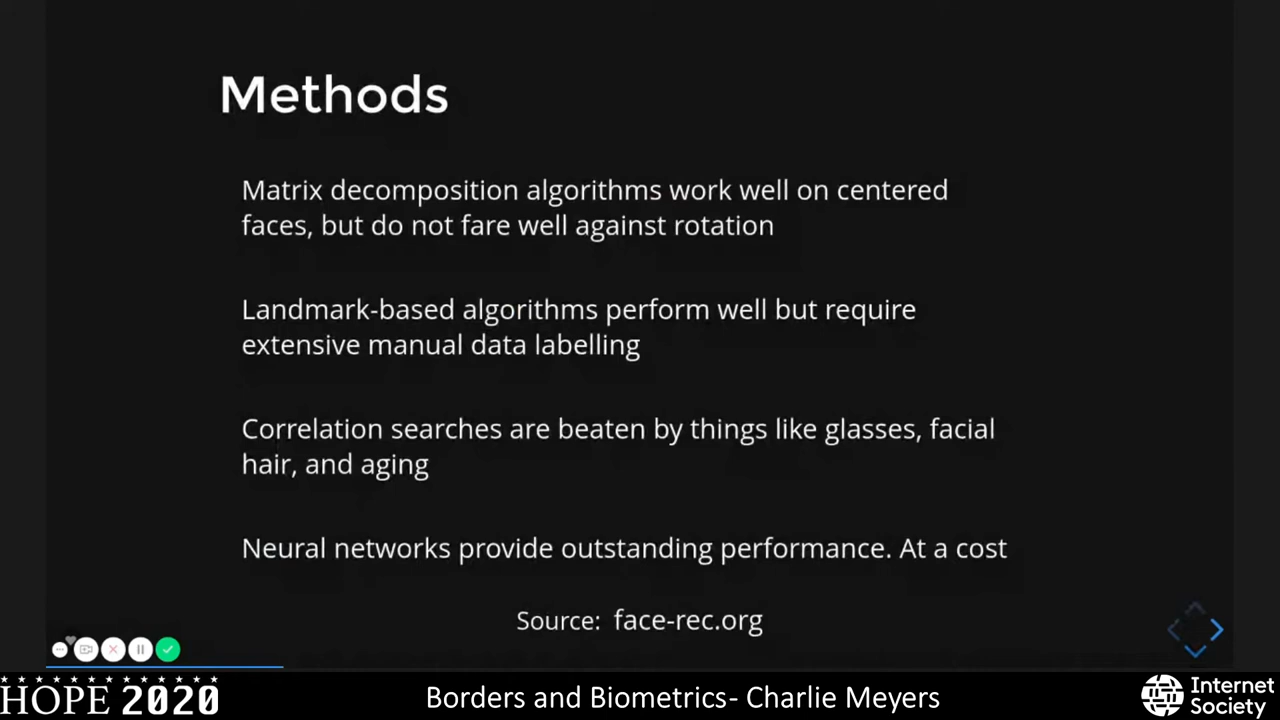 Methods
Matrix decomposition algorithms work well on centered
faces, but do not fare well against rotation
Landmark-based algorithms perform well but require
extensive manual data labelling
Correlation searches are beaten by things like glasses, facial
hair, and aging
Neural networks provide outstanding performance. At a cost
Source: face-rec.org
HOPE 2020
Borders and Biometrics- Charlie Meyers
Internet
Society